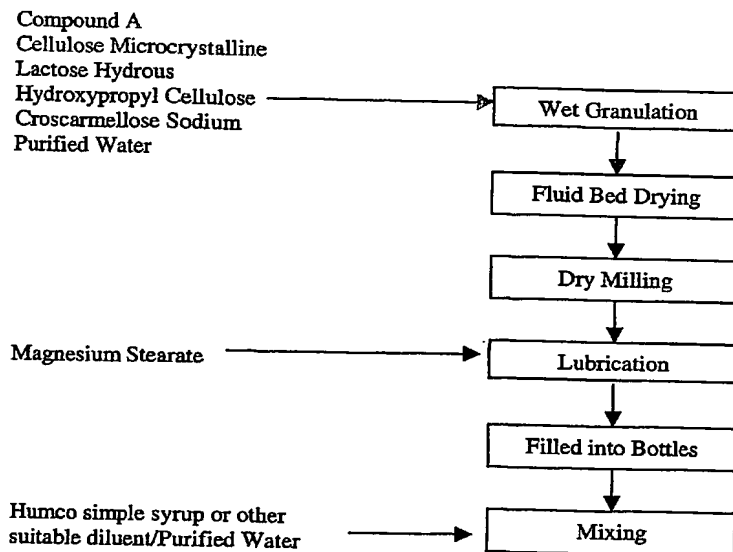 Compound A
Cellulose Microcrystalline
Lactose Hydrous
Hydroxypropyl Cellulose
Croscarmellose Sodium
Purified Water
Wet Granulation
Fluid Bed Drying
Dry Milling
Magnesium Stearate
Lubrication
Filled into Bottles
Humco simple syrup or other
suitable diluent/Purified Water
Mixing